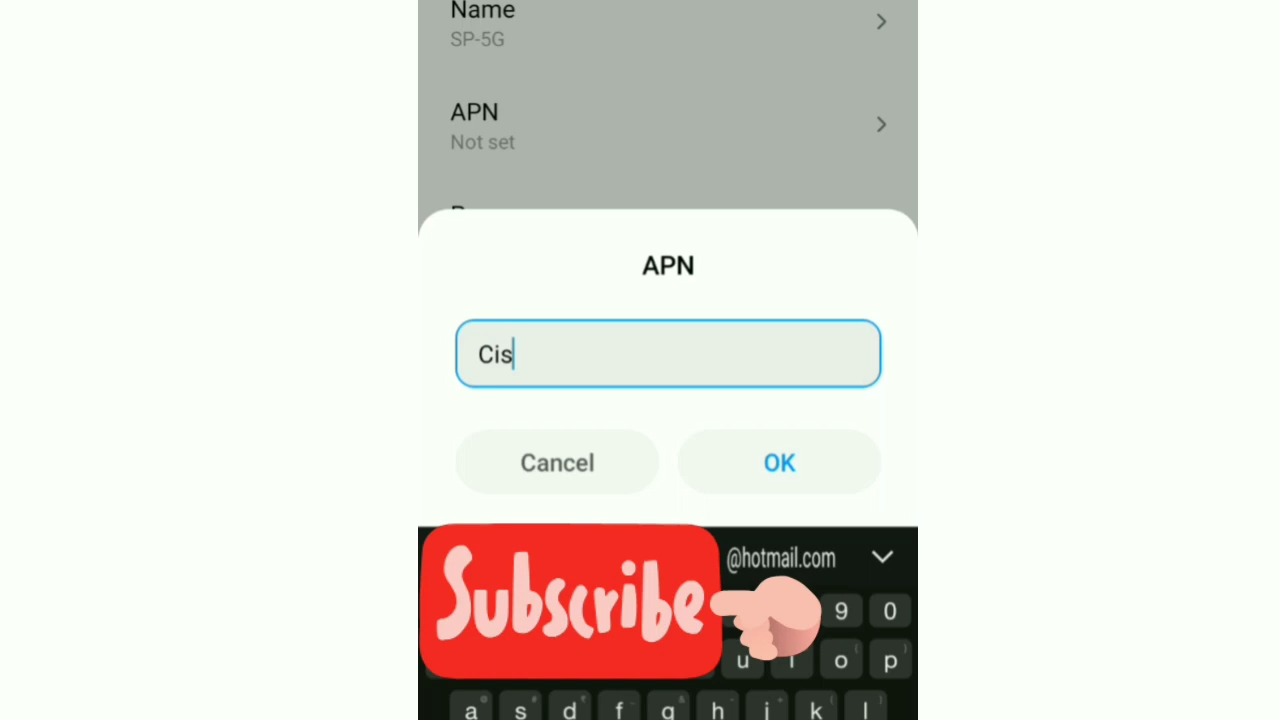 Name
SP-5G
APN
Not set
APN
Cis
Cancel
OK
Subscribe
@hotmail.com
9 0
u i o p
a s d f g h j k l